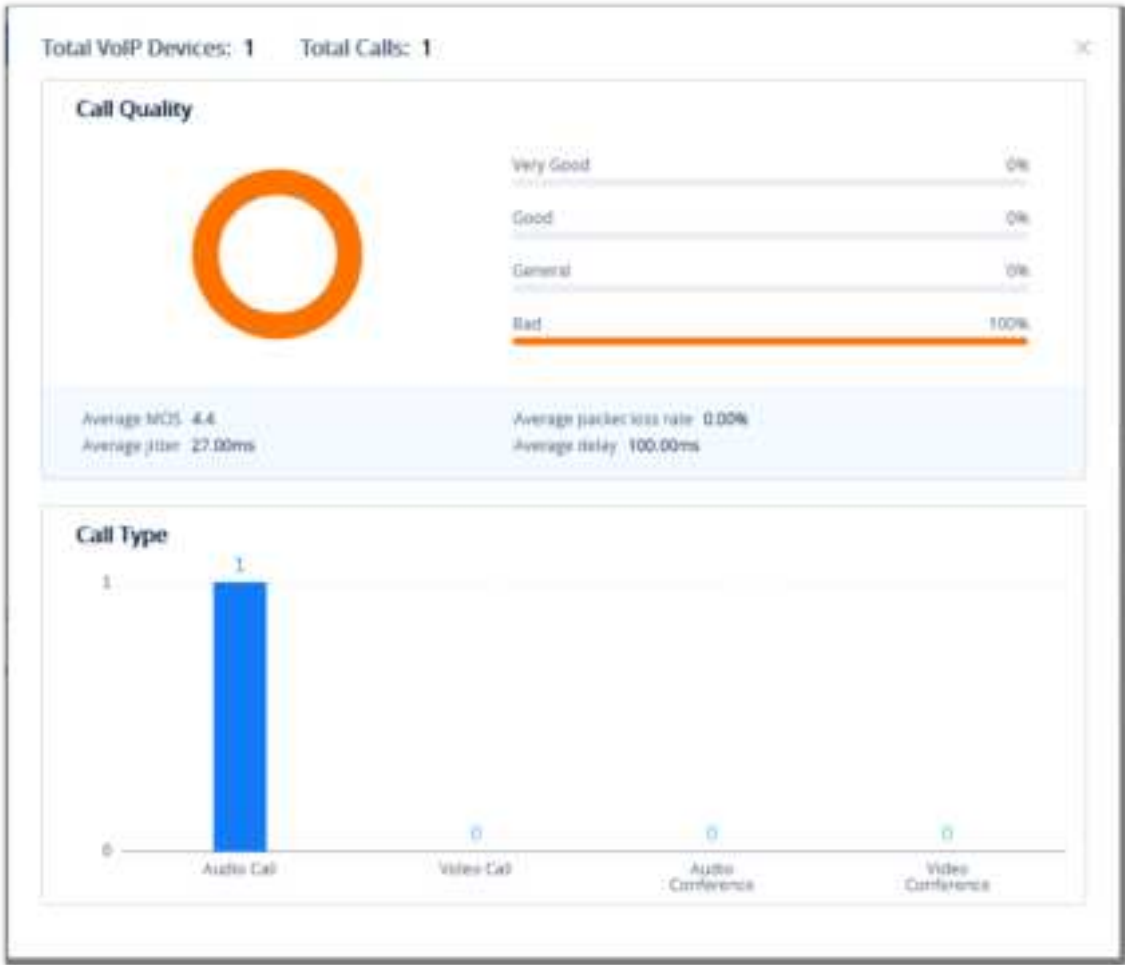 Total VoIP Devices: 1 Total Calls: 1
Call Quality
Very Good 0%
Good 0%
General 0%
Bad 100%
Average MOS 4.4 Average packet loss rate 0.00%
Average jitter 27.00ms Average delay 100.00ms
Call Type
1
1
0
0
0
0
Audio Call Video Call Audio Conference Video Conference